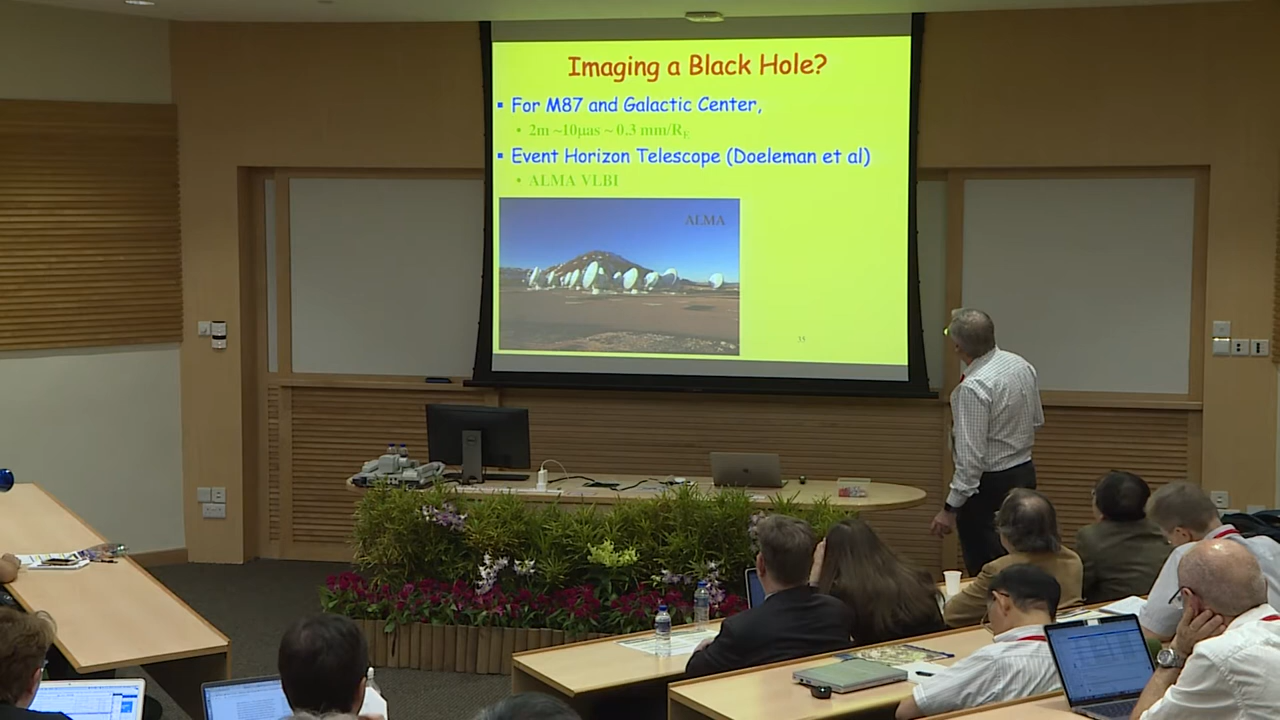 Imaging a Black Hole?
▪ For M87 and Galactic Center,
• 2m ~10μas ~ 0.3 mm/R_E
▪ Event Horizon Telescope (Doeleman et al)
• ALMA VLBI
ALMA
35